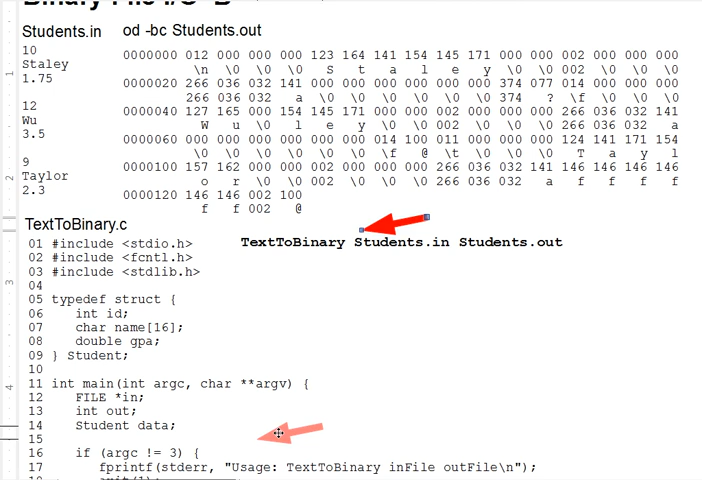 Students.in od -bc Students.out
10
Staley
1.75
12
Wu
3.5
9
Taylor
2.3
0000000 012 000 000 000 123 164 141 154 145 171 000 000 002 000 000 000
\n \0 \0 \0 S t a l e y \0 \0 002 \0 \0 \0
0000020 266 036 032 141 000 000 000 000 000 000 374 077 014 000 000 000
266 036 032 a \0 \0 \0 \0 \0 \0 374 ? \f \0 \0 \0
0000040 127 165 000 154 145 171 000 000 002 000 000 000 266 036 032 141
W u \0 l e y \0 \0 002 \0 \0 \0 266 036 032 a
0000060 000 000 000 000 000 000 014 100 011 000 000 000 124 141 171 154
\0 \0 \0 \0 \0 \0 \f @ \t \0 \0 \0 T a y l
0000100 157 162 000 000 002 000 000 000 266 036 032 141 146 146 146 146
o r \0 \0 002 \0 \0 \0 266 036 032 a f f f f
0000120 146 146 002 100
f f 002 @
TextToBinary.c
TextToBinary Students.in Students.out
01 #include <stdio.h>
02 #include <fcntl.h>
03 #include <stdlib.h>
04
05 typedef struct {
06 int id;
07 char name[16];
08 double gpa;
09 } Student;
10
11 int main(int argc, char **argv) {
12 FILE *in;
13 int out;
14 Student data;
15
16 if (argc != 3) {
17 fprintf(stderr, "Usage: TextToBinary inFile outFile\n");
1
2
3
4